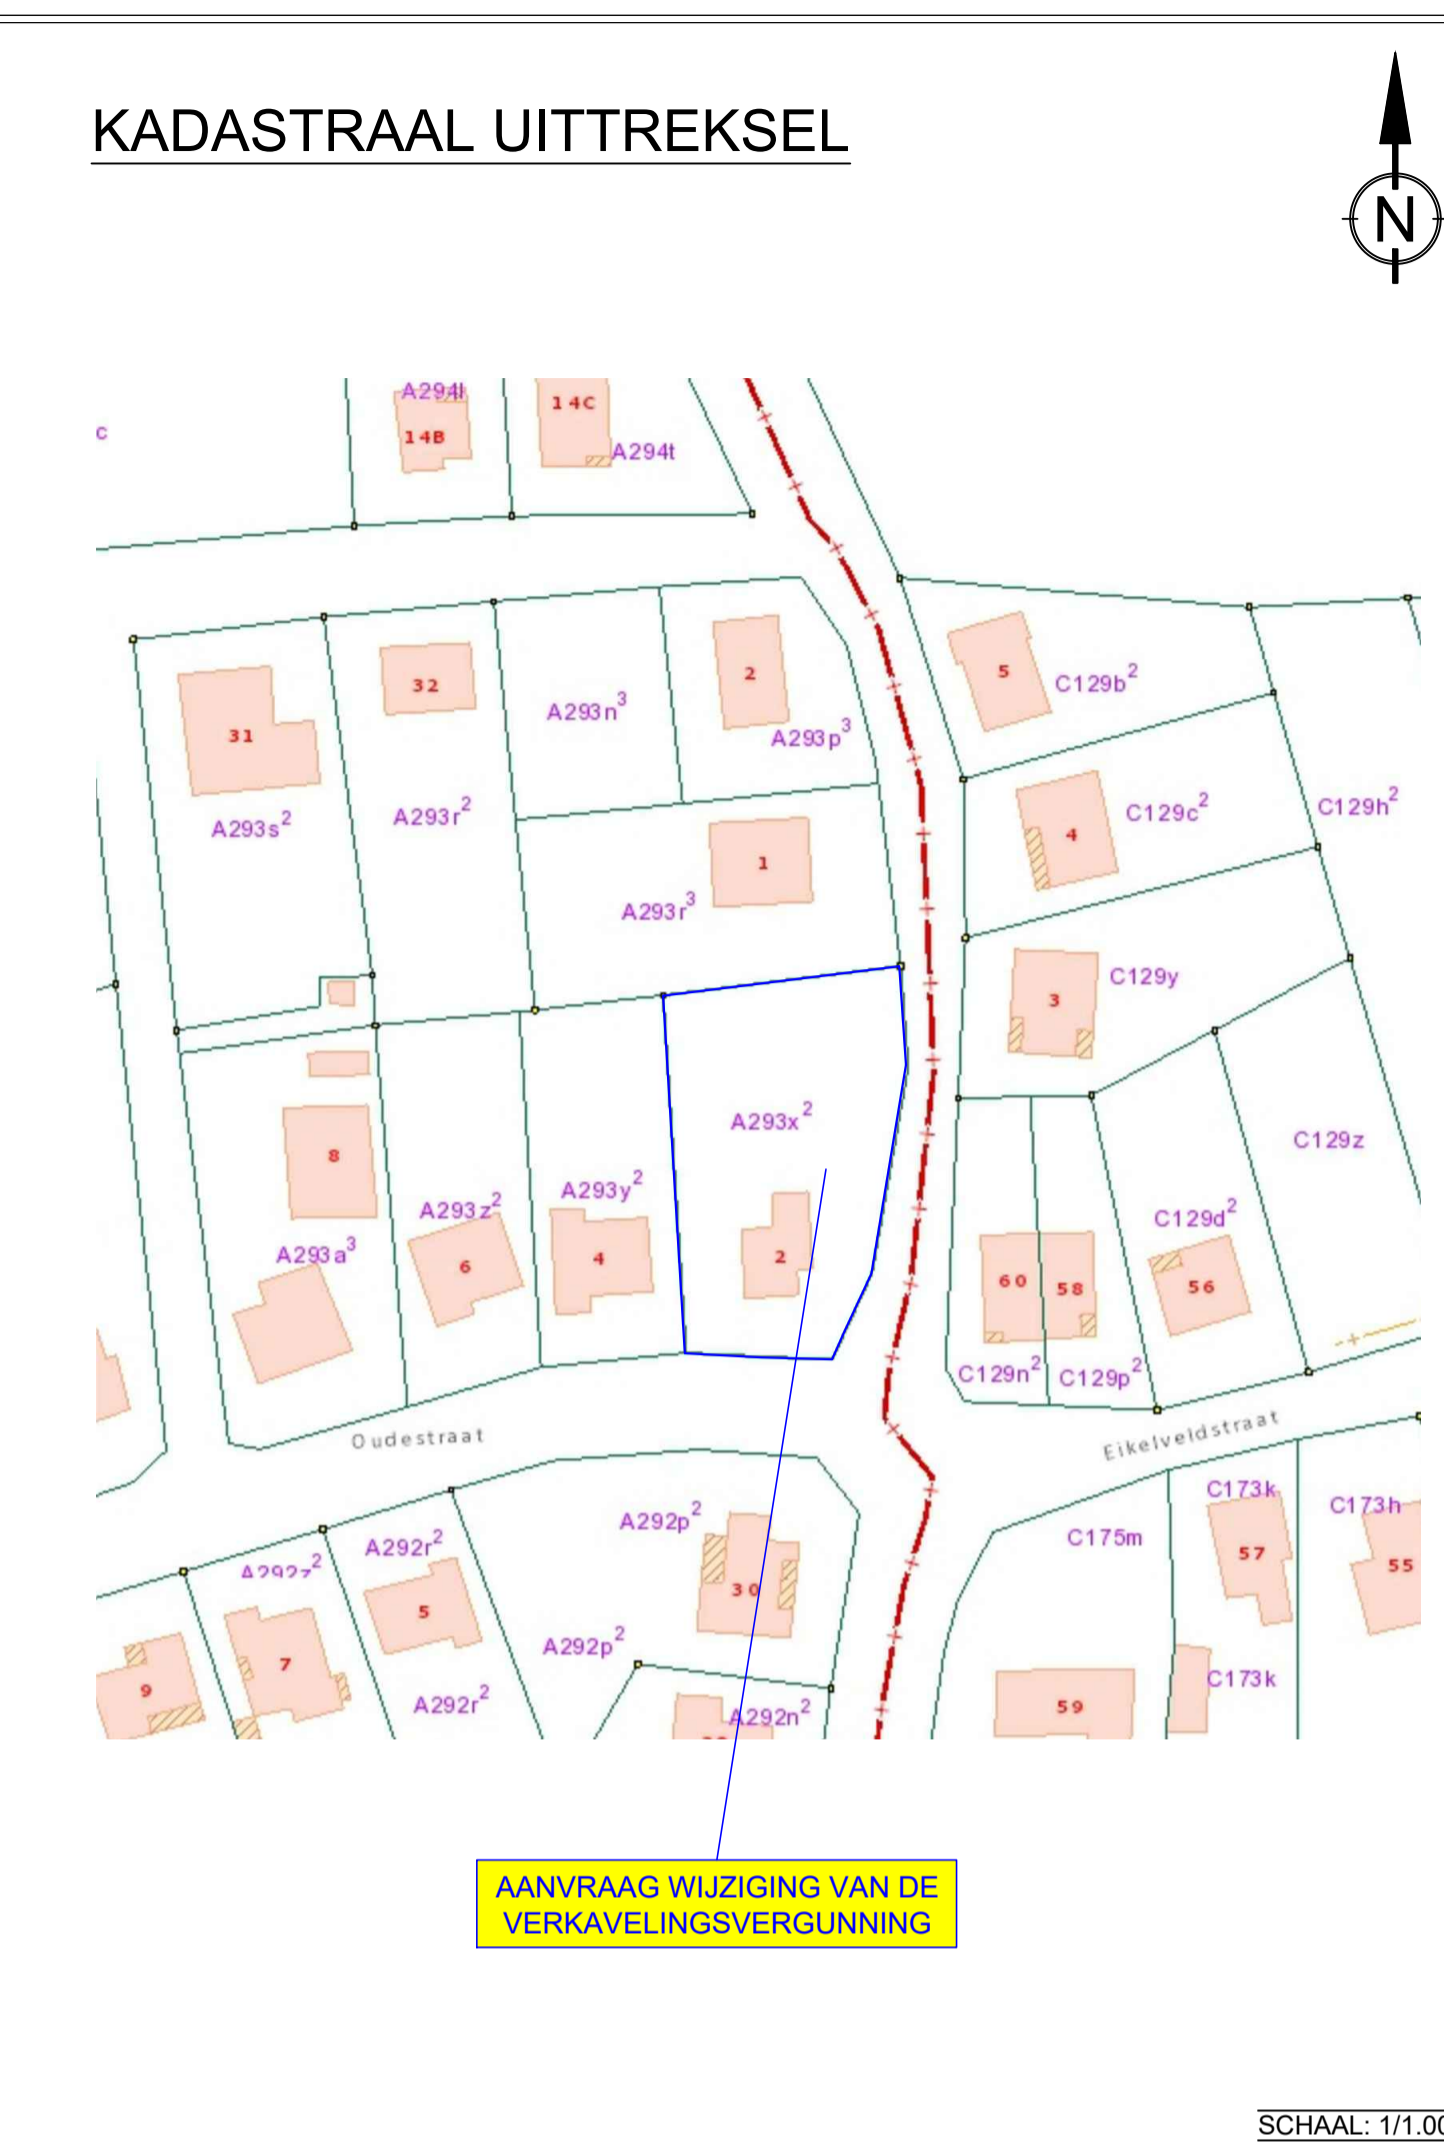 KADASTRAAL UITTREKSEL
N
A294l
14B
14C
A294t
c
31
A293s²
32
A293r²
A293n³
2
A293p³
1
A293r³
5
C129b²
4
C129c²
C129h²
3
C129y
C129z
8
A293a³
A293z²
6
A293y²
4
A293x²
2
60
58
C129n²
C129p²
C129d²
56
Oudestraat
Eikelveldstraat
A292r²
5
A292r²
7
9
A292p²
30
A292p²
A292n²
C175m
59
C173k
57
C173k
C173h
55
AANVRAAG WIJZIGING VAN DE
VERKAVELINGSVERGUNNING
SCHAAL: 1/1.00